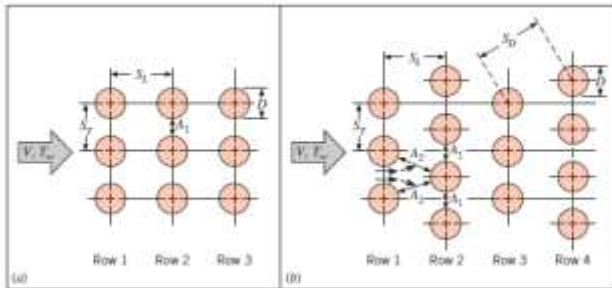 S_L
D
S_T
A_1
V, T_∞
Row 1 Row 2 Row 3
(a)
S_D
S_L
D
S_T
A_2
A_1
V, T_∞
A_2
A_1
Row 1 Row 2 Row 3 Row 4
(b)